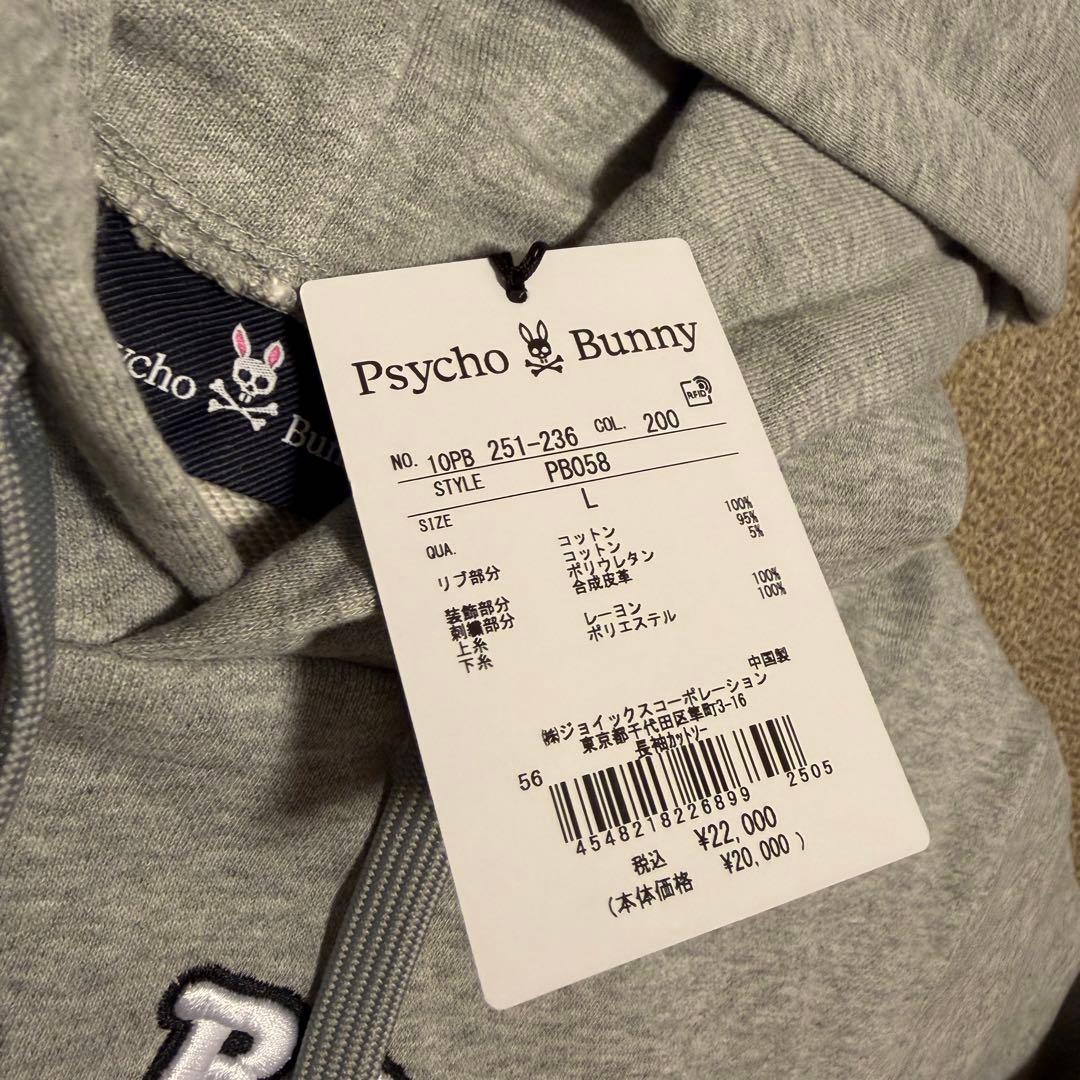 Psycho Bunny
RFID
NO. 10PB 251-236 COL. 200
STYLE PB058
SIZE L
QUA. コットン 100%
リブ部分 コットン 95%
ポリウレタン 5%
装飾部分 合成皮革
刺繍部分
上糸 レーヨン 100%
下糸 ポリエステル 100%
中国製
㈱ジョイックスコーポレーション
東京都千代田区隼町3-16
長袖カットソー
56 2505
4548218226899
税込 ¥22,000
(本体価格 ¥20,000 )
ycho Bun
B